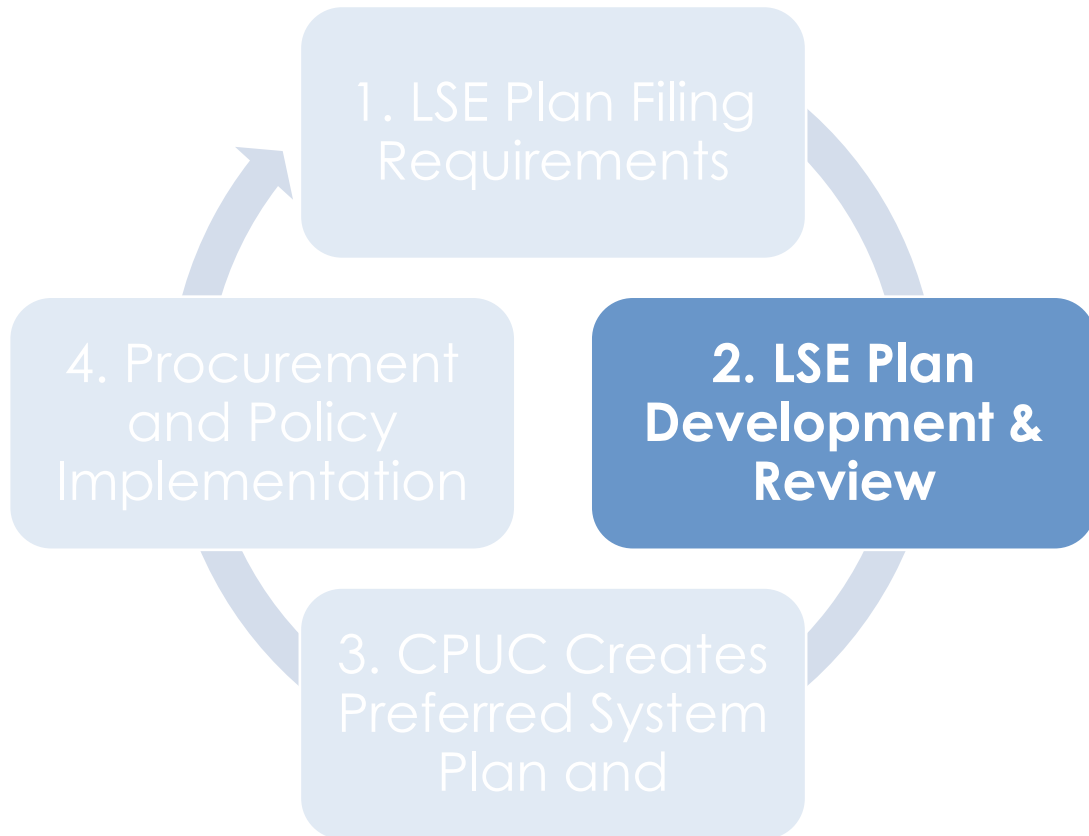 1. LSE Plan Filing
Requirements
2. LSE Plan
Development &
Review
3. CPUC Creates
Preferred System
Plan and
4. Procurement
and Policy
Implementation